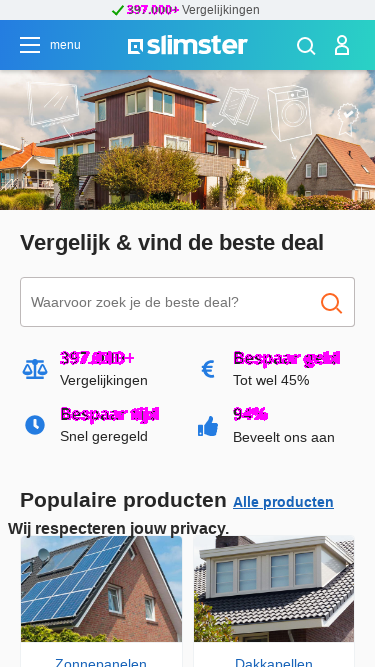 397.000+ Vergelijkingen
menu
slimster
Vergelijk & vind de beste deal
Waarvoor zoek je de beste deal?
397.000+
Vergelijkingen
Bespaar geld
Tot wel 45%
Bespaar tijd
Snel geregeld
94%
Beveelt ons aan
Populaire producten Alle producten
Wij respecteren jouw privacy.
Zonnepanelen
Dakkapellen